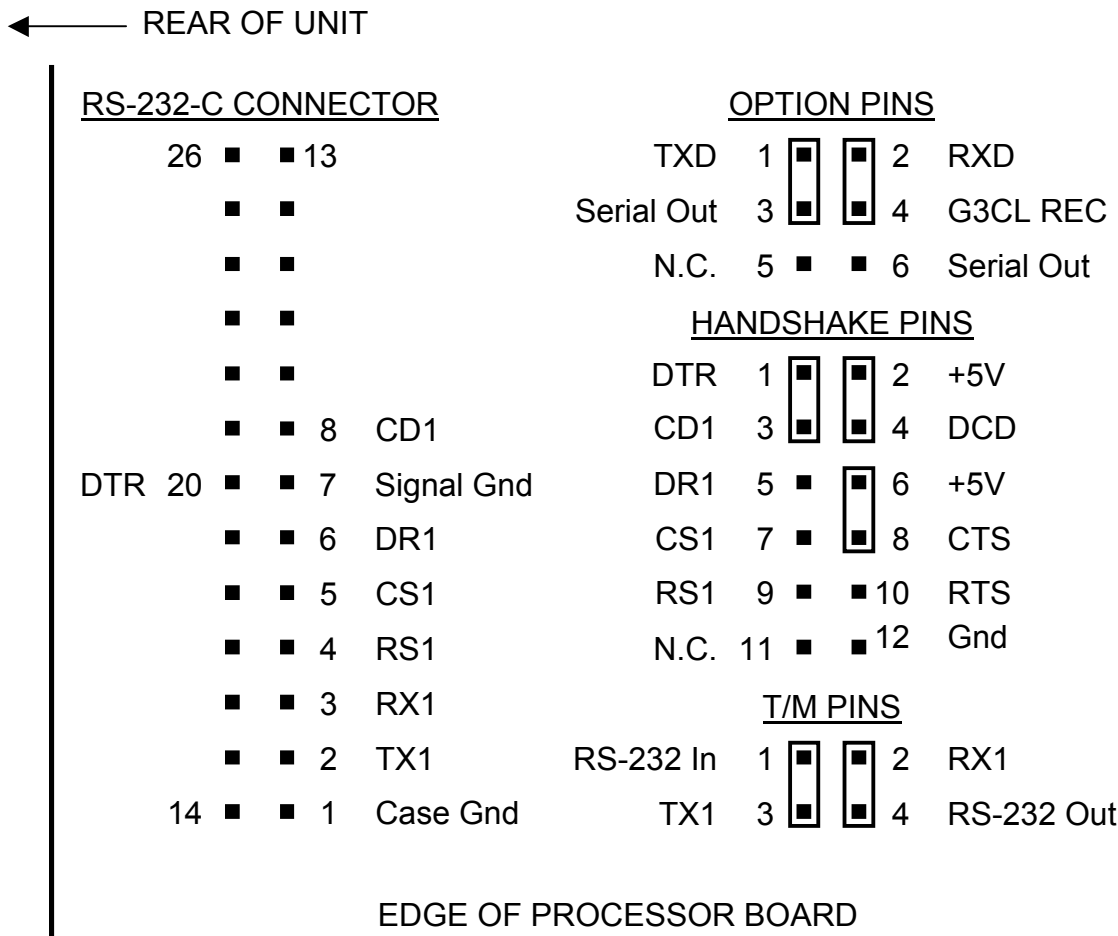 REAR OF UNIT
RS-232-C CONNECTOR
26 13
8 CD1
DTR 20 7 Signal Gnd
6 DR1
5 CS1
4 RS1
3 RX1
2 TX1
14 1 Case Gnd
OPTION PINS
TXD 1 2 RXD
Serial Out 3 4 G3CL REC
N.C. 5 6 Serial Out
HANDSHAKE PINS
DTR 1 2 +5V
CD1 3 4 DCD
DR1 5 6 +5V
CS1 7 8 CTS
RS1 9 10 RTS
N.C. 11 12 Gnd
T/M PINS
RS-232 In 1 2 RX1
TX1 3 4 RS-232 Out
EDGE OF PROCESSOR BOARD